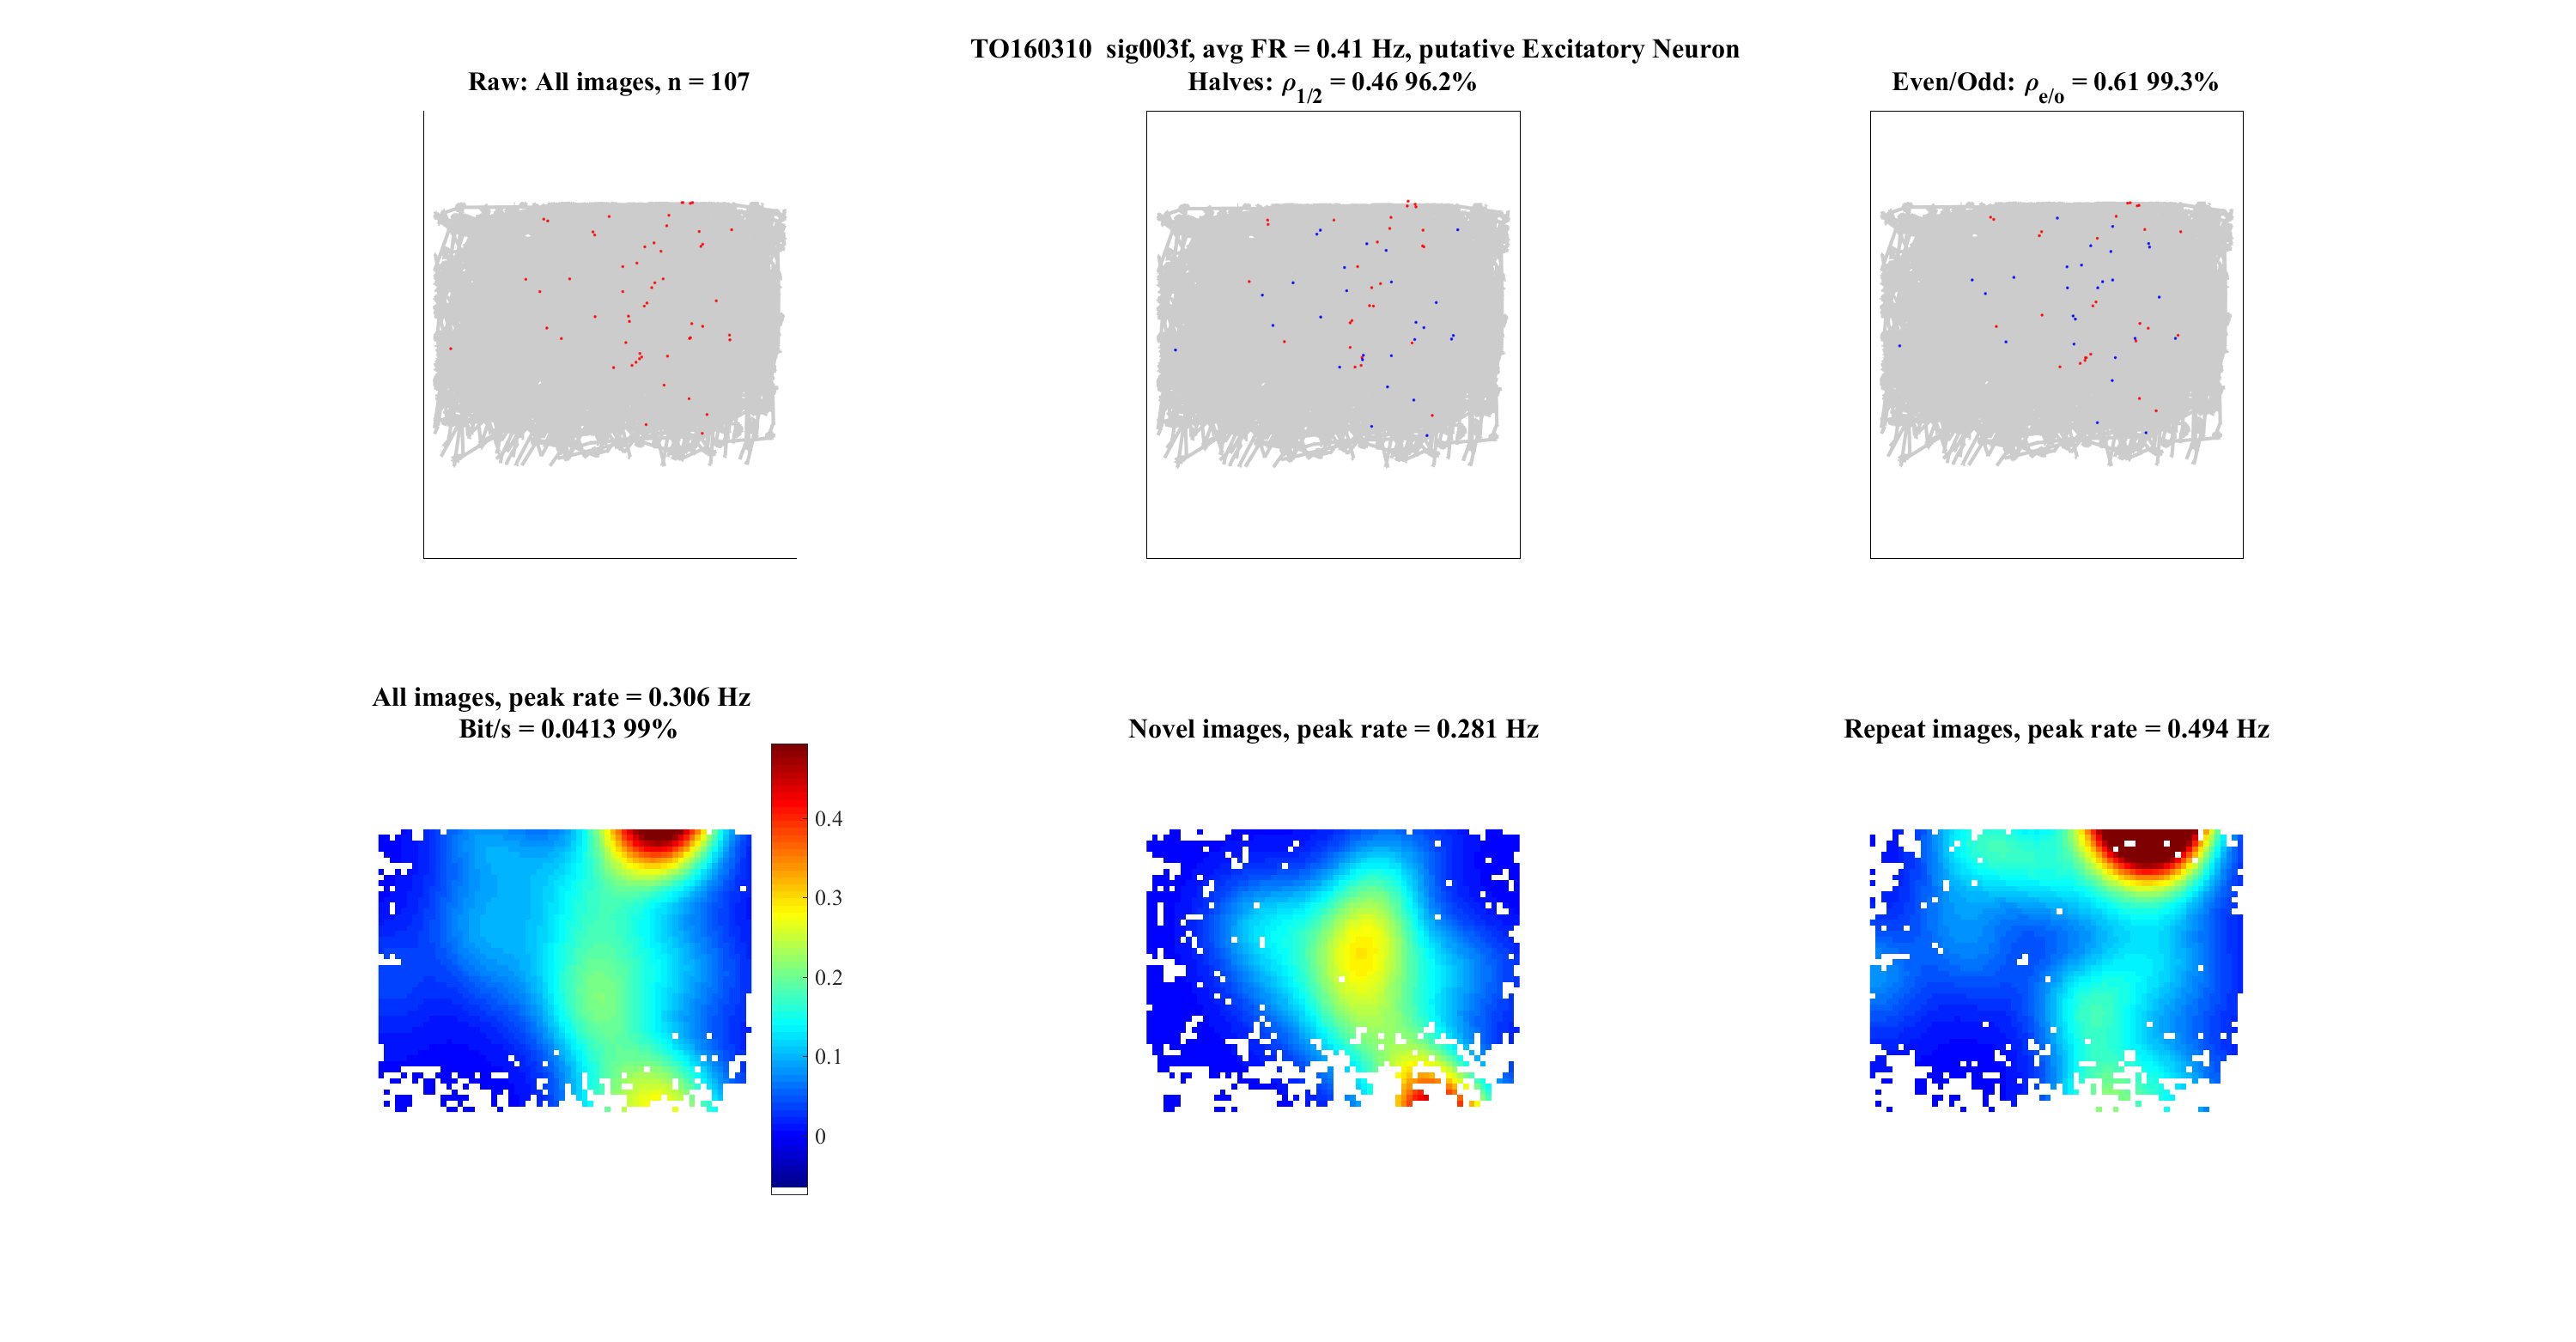 TO160310 sig003f, avg FR = 0.41 Hz, putative Excitatory Neuron
Raw: All images, n = 107
Halves: ρ1/2 = 0.46 96.2%
Even/Odd: ρe/o = 0.61 99.3%
All images, peak rate = 0.306 Hz
Bit/s = 0.0413 99%
Novel images, peak rate = 0.281 Hz
Repeat images, peak rate = 0.494 Hz
0.4
0.3
0.2
0.1
0